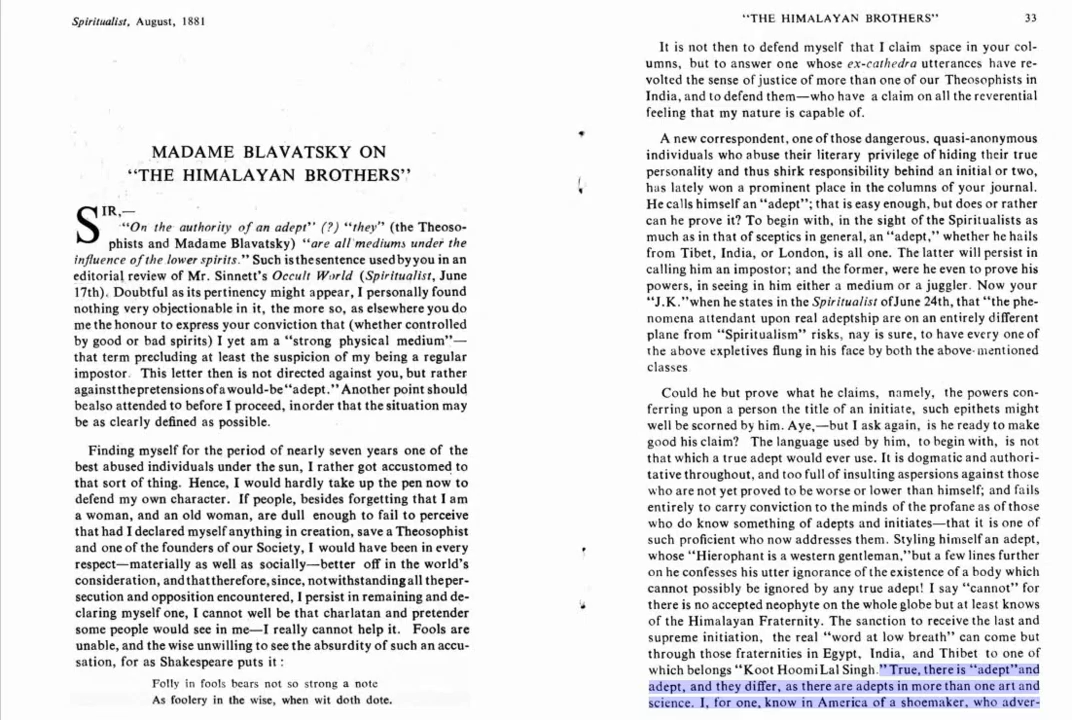 Spiritualist, August, 1881
MADAME BLAVATSKY ON
"THE HIMALAYAN BROTHERS"
SIR,—
"On the authority of an adept" (?) "they" (the Theoso-
phists and Madame Blavatsky) "are all mediums under the
influence of the lower spirits." Such is the sentence used by you in an
editorial review of Mr. Sinnett's Occult World (Spiritualist, June
17th). Doubtful as its pertinency might appear, I personally found
nothing very objectionable in it, the more so, as elsewhere you do
me the honour to express your conviction that (whether controlled
by good or bad spirits) I yet am a "strong physical medium"—
that term precluding at least the suspicion of my being a regular
impostor. This letter then is not directed against you, but rather
against the pretensions of a would-be "adept." Another point should
be also attended to before I proceed, in order that the situation may
be as clearly defined as possible.
Finding myself for the period of nearly seven years one of the
best abused individuals under the sun, I rather got accustomed to
that sort of thing. Hence, I would hardly take up the pen now to
defend my own character. If people, besides forgetting that I am
a woman, and an old woman, are dull enough to fail to perceive
that had I declared myself anything in creation, save a Theosophist
and one of the founders of our Society, I would have been in every
respect—materially as well as socially—better off in the world's
consideration, and that therefore, since, notwithstanding all the per-
secution and opposition encountered, I persist in remaining and de-
claring myself one, I cannot well be that charlatan and pretender
some people would see in me—I really cannot help it. Fools are
unable, and the wise unwilling to see the absurdity of such an accu-
sation, for as Shakespeare puts it :
Folly in fools bears not so strong a note
As foolery in the wise, when wit doth dote.
"THE HIMALAYAN BROTHERS" 33
It is not then to defend myself that I claim space in your col-
umns, but to answer one whose ex-cathedra utterances have re-
volted the sense of justice of more than one of our Theosophists in
India, and to defend them—who have a claim on all the reverential
feeling that my nature is capable of.
A new correspondent, one of those dangerous, quasi-anonymous
individuals who abuse their literary privilege of hiding their true
personality and thus shirk responsibility behind an initial or two,
has lately won a prominent place in the columns of your journal.
He calls himself an "adept"; that is easy enough, but does or rather
can he prove it? To begin with, in the sight of the Spiritualists as
much as in that of sceptics in general, an "adept," whether he hails
from Tibet, India, or London, is all one. The latter will persist in
calling him an impostor; and the former, were he even to prove his
powers, in seeing in him either a medium or a juggler. Now your
"J.K." when he states in the Spiritualist of June 24th, that "the phe-
nomena attendant upon real adeptship are on an entirely different
plane from "Spiritualism" risks, nay is sure, to have every one of
the above expletives flung in his face by both the above-mentioned
classes
Could he but prove what he claims, namely, the powers con-
ferring upon a person the title of an initiate, such epithets might
well be scorned by him. Aye,—but I ask again, is he ready to make
good his claim? The language used by him, to begin with, is not
that which a true adept would ever use. It is dogmatic and authori-
tative throughout, and too full of insulting aspersions against those
who are not yet proved to be worse or lower than himself; and fails
entirely to carry conviction to the minds of the profane as of those
who do know something of adepts and initiates—that it is one of
such proficient who now addresses them. Styling himself an adept,
whose "Hierophant is a western gentleman," but a few lines further
on he confesses his utter ignorance of the existence of a body which
cannot possibly be ignored by any true adept! I say "cannot" for
there is no accepted neophyte on the whole globe but at least knows
of the Himalayan Fraternity. The sanction to receive the last and
supreme initiation, the real "word at low breath" can come but
through those fraternities in Egypt, India, and Thibet to one of
which belongs "Koot Hoomi Lal Singh." True, there is "adept" and
adept, and they differ, as there are adepts in more than one art and
science. I, for one, know in America of a shoemaker, who adver-